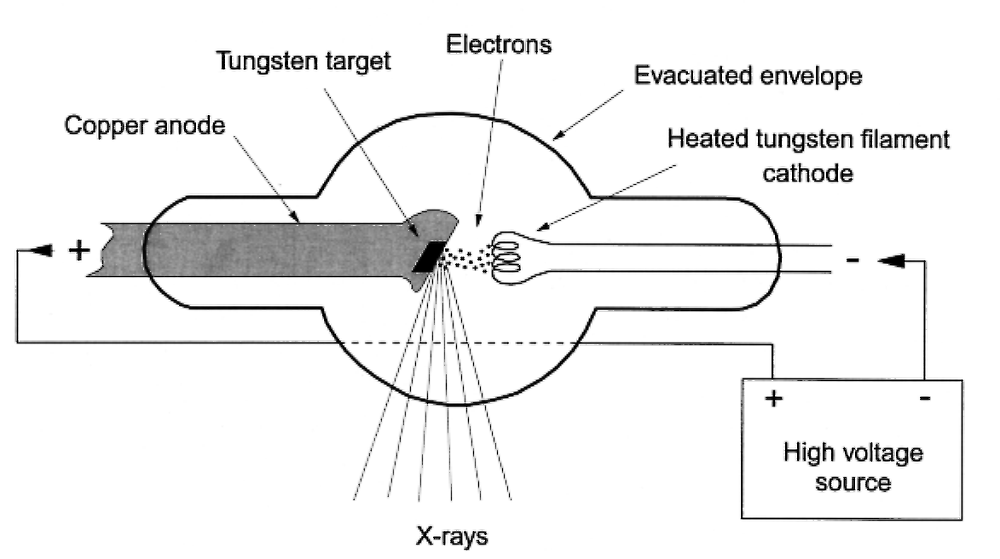 Electrons
Tungsten target
Evacuated envelope
Copper anode
Heated tungsten filament
cathode
+
-
+ -
High voltage
source
X-rays